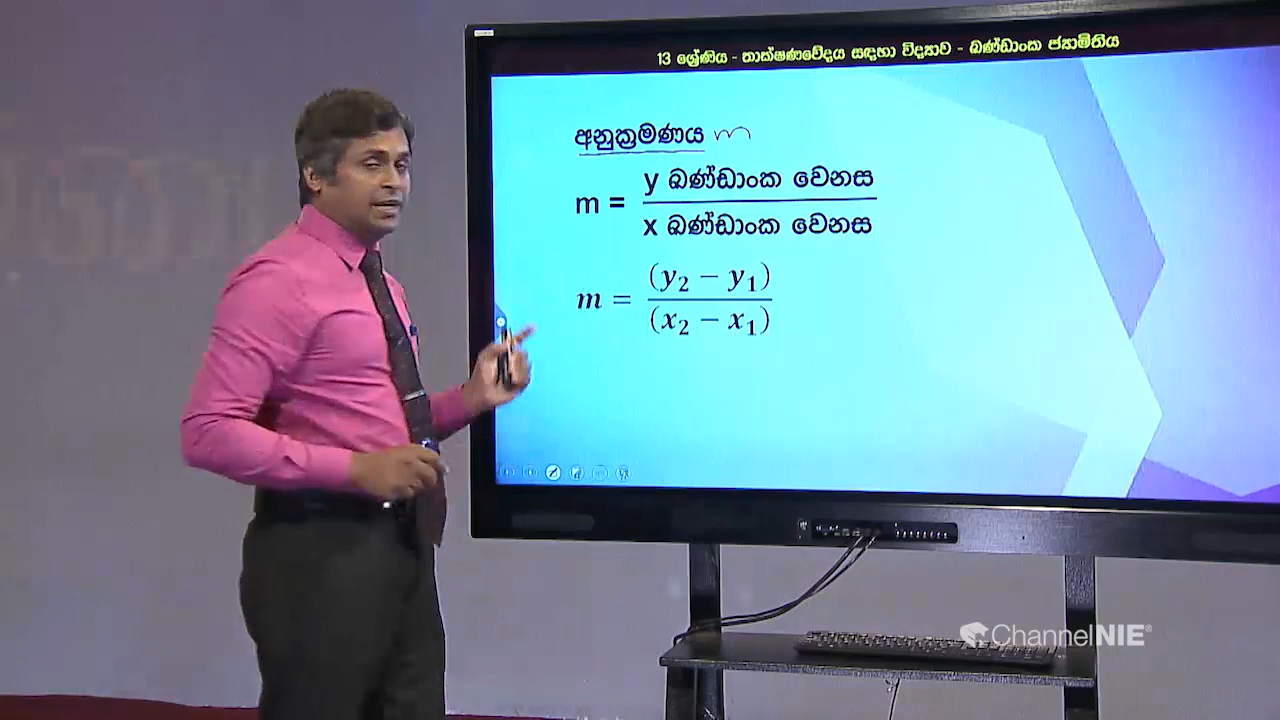 13 ශ්‍රේණිය - තාක්ෂණවේදය සඳහා විද්‍යාව - ඛණ්ඩාංක ජ්‍යාමිතිය
අනුක්‍රමණය m
m = y ඛණ්ඩාංක වෙනස
x ඛණ්ඩාංක වෙනස
m = (y₂ − y₁)
(x₂ − x₁)
ChannelNIE®